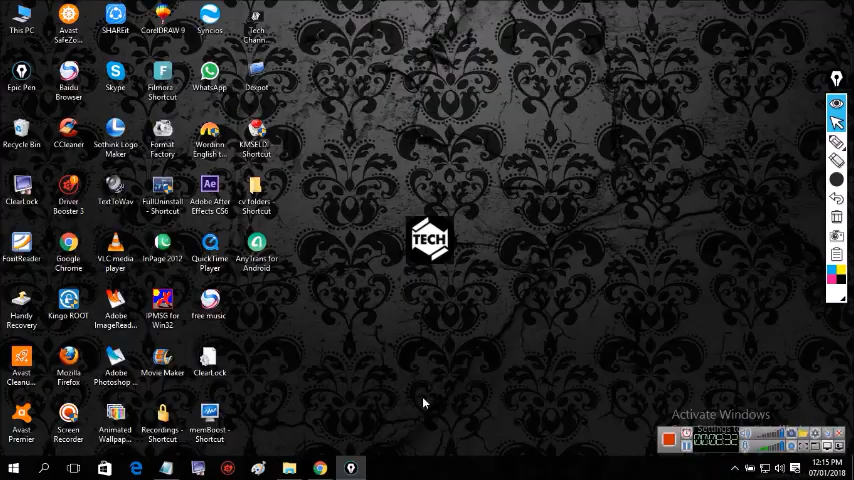 This PC
Avast SafeZo...
SHAREit
CorelDRAW 9
Syncios
Tech Chann...
Epic Pen
Baidu Browser
Skype
Filmora Shortcut
WhatsApp
Dexpot
Recycle Bin
CCleaner
Sothink Logo Maker
Format Factory
Wordinn English t...
KMSELDI - Shortcut
ClearLock
Driver Booster 3
TextToWav
FullUninstall - Shortcut
Adobe After Effects CS6
cv folders - Shortcut
TECH
FoxitReader
Google Chrome
VLC media player
InPage 2012
QuickTime Player
AnyTrans for Android
Handy Recovery
Kingo ROOT
Adobe ImageRead...
IPMSG for Win32
free music
Avast Cleanu...
Mozilla Firefox
Adobe Photoshop ...
Movie Maker
ClearLock
Avast Premier
Screen Recorder
Animated Wallpap...
Recordings - Shortcut
memBoost - Shortcut
Activate Windows
12:15 PM
07/01/2018